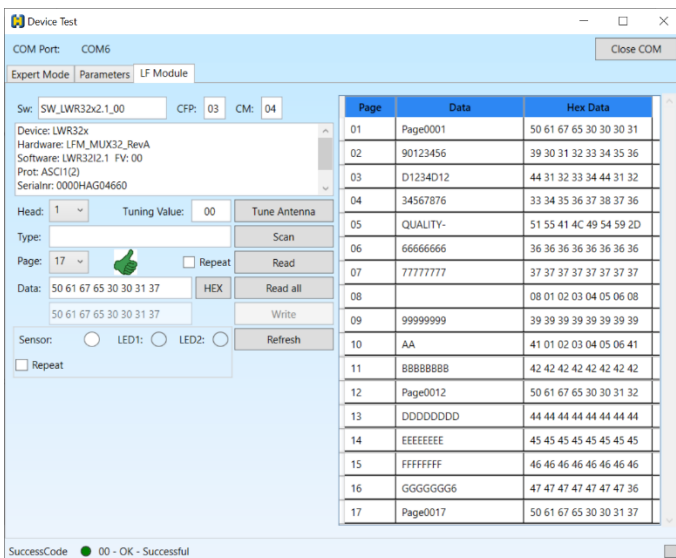 Device Test
COM Port: COM6 Close COM
Expert Mode Parameters LF Module
Sw: SW_LWR32x2.1_00 CFP: 03 CM: 04
Device: LWR32x
Hardware: LFM_MUX32_RevA
Software: LWR32I2.1 FV: 00
Prot: ASCI1(2)
Serialnr: 0000HAG04660
Head: 1 Tuning Value: 00 Tune Antenna
Type: Scan
Page: 17 Repeat Read
Data: 50 61 67 65 30 30 31 37 HEX Read all
50 61 67 65 30 30 31 37 Write
Sensor: LED1: LED2: Refresh
Repeat
Page Data Hex Data
01 Page0001 50 61 67 65 30 30 30 31
02 90123456 39 30 31 32 33 34 35 36
03 D1234D12 44 31 32 33 34 44 31 32
04 34567876 33 34 35 36 37 38 37 36
05 QUALITY- 51 55 41 4C 49 54 59 2D
06 66666666 36 36 36 36 36 36 36 36
07 77777777 37 37 37 37 37 37 37 37
08 08 01 02 03 04 05 06 08
09 99999999 39 39 39 39 39 39 39 39
10 AA 41 01 02 03 04 05 06 41
11 BBBBBBBB 42 42 42 42 42 42 42 42
12 Page0012 50 61 67 65 30 30 31 32
13 DDDDDDDD 44 44 44 44 44 44 44 44
14 EEEEEEEE 45 45 45 45 45 45 45 45
15 FFFFFFFF 46 46 46 46 46 46 46 46
16 GGGGGGG6 47 47 47 47 47 47 47 36
17 Page0017 50 61 67 65 30 30 31 37
SuccessCode 00 - OK - Successful